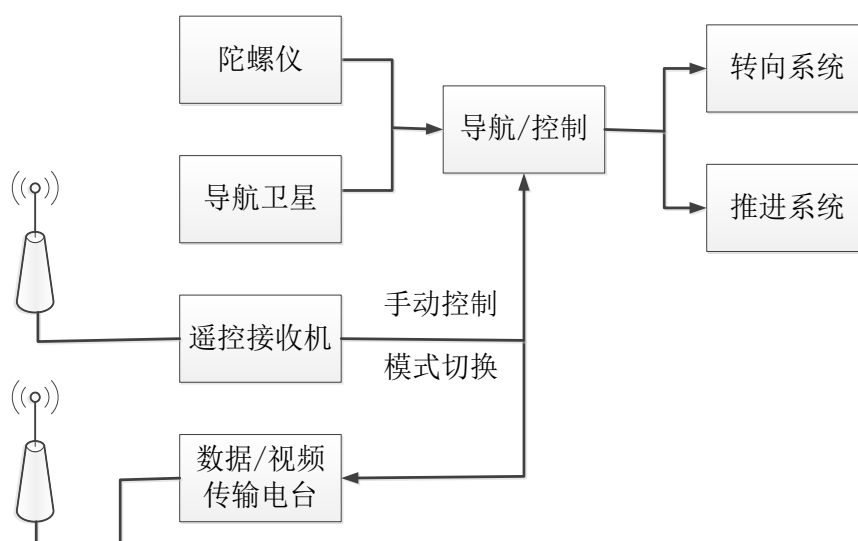 陀螺仪
转向系统
导航/控制
导航卫星
推进系统
手动控制
遥控接收机
模式切换
数据/视频
传输电台